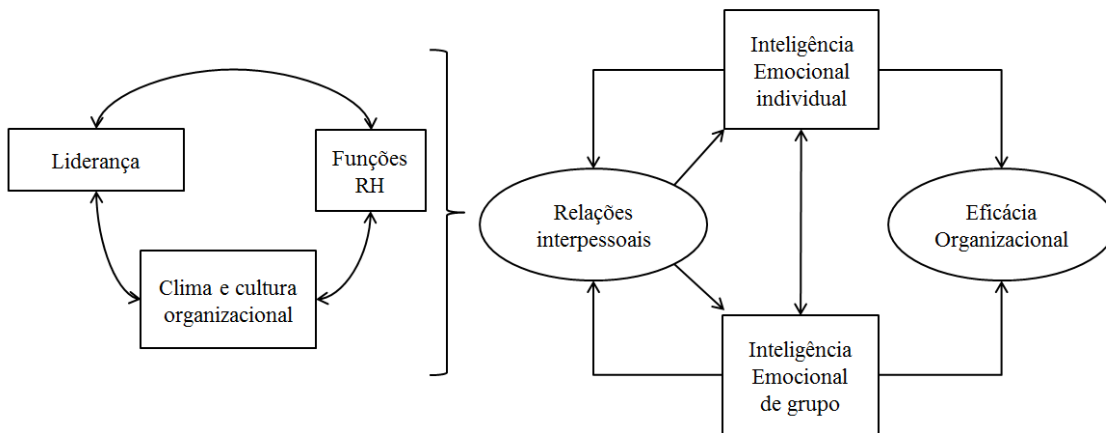 Liderança
Funções
RH
Clima e cultura
organizacional
Relações
interpessoais
Inteligência
Emocional
individual
Inteligência
Emocional
de grupo
Eficácia
Organizacional